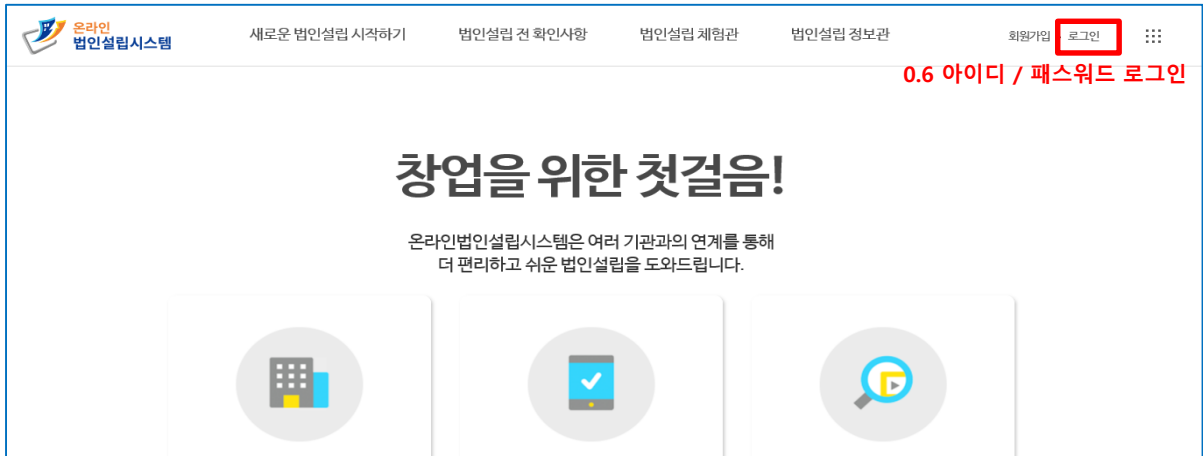 온라인
법인설립시스템
새로운 법인설립 시작하기
법인설립 전 확인사항
법인설립 체험관
법인설립 정보관
회원가입
로그인
0.6 아이디 / 패스워드 로그인
창업을 위한 첫걸음!
온라인법인설립시스템은 여러 기관과의 연계를 통해
더 편리하고 쉬운 법인설립을 도와드립니다.